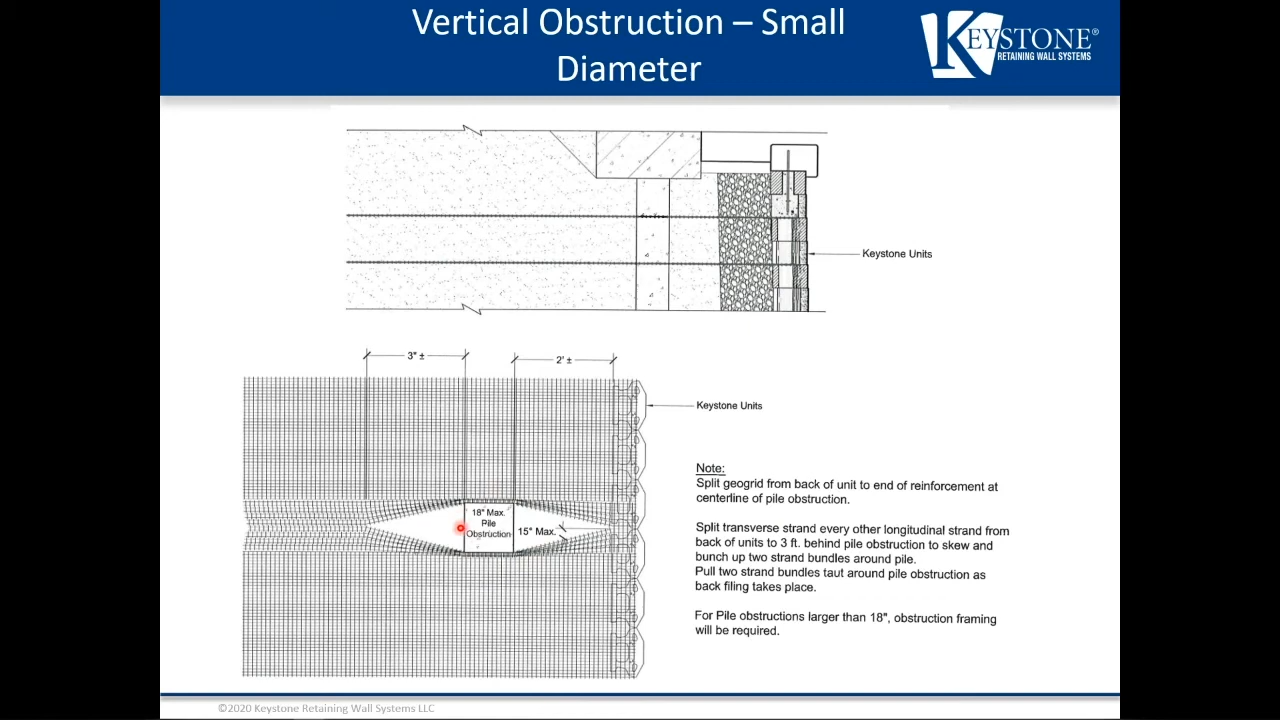 Vertical Obstruction – Small
Diameter
KEYSTONE®
RETAINING WALL SYSTEMS
Keystone Units
3" ±
2' ±
Keystone Units
18" Max.
Pile
Obstruction
15° Max.
Note:
Split geogrid from back of unit to end of reinforcement at
centerline of pile obstruction.
Split transverse strand every other longitudinal strand from
back of units to 3 ft. behind pile obstruction to skew and
bunch up two strand bundles around pile.
Pull two strand bundles taut around pile obstruction as
back filing takes place.
For Pile obstructions larger than 18", obstruction framing
will be required.
©2020 Keystone Retaining Wall Systems LLC